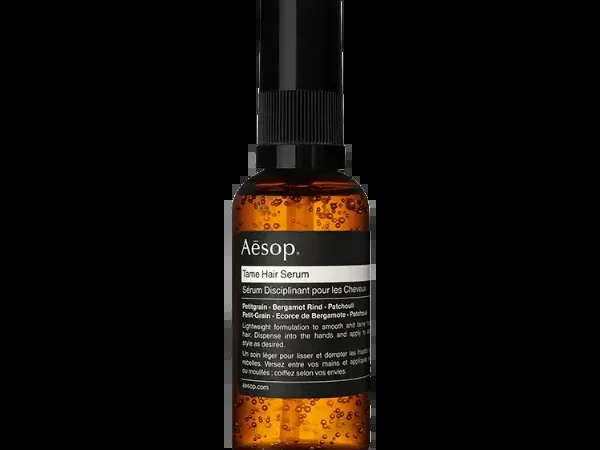 Aēsop®
Tame Hair Serum
Sérum Disciplinant pour les Cheveux
Petitgrain - Bergamot Rind - Patchouli
Petit-Grain - Ecorce de Bergamote - Patchouli
Lightweight formulation to smooth and tame
hair. Dispense into the hands and apply to
style as desired.
Un soin léger pour lisser et dompter les
rebelles. Versez entre vos mains et appliquez
ou mouillés ; coiffez selon vos envies.
aesop.com